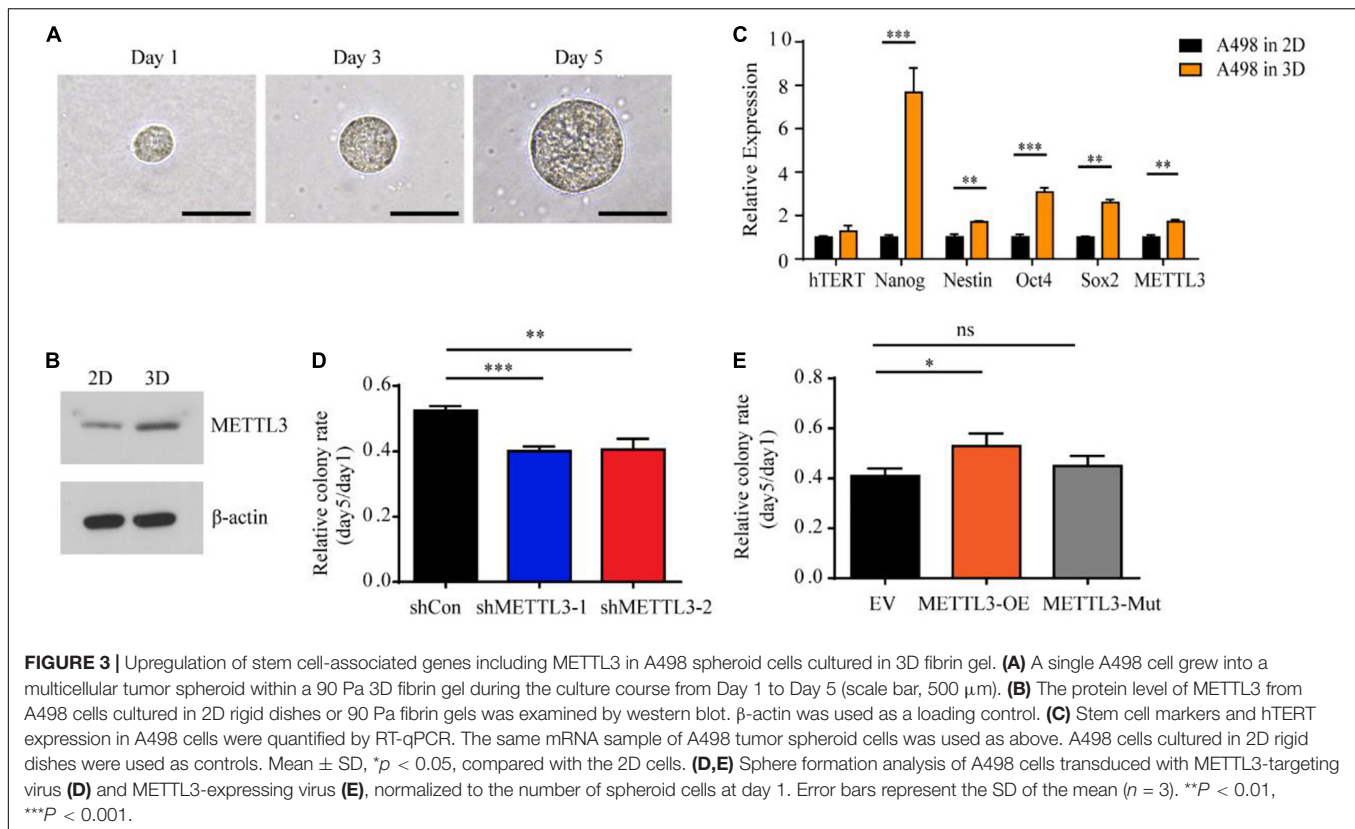 A
Day 1
Day 3
Day 5
C
Relative Expression
10
8
6
4
2
0
***
**
***
**
**
hTERT
Nanog
Nestin
Oct4
Sox2
METTL3
A498 in 2D
A498 in 3D
B
2D
3D
METTL3
β-actin
D
Relative colony rate
(day5/day1)
0.6
0.4
0.2
0.0
**
***
shCon
shMETTL3-1
shMETTL3-2
E
Relative colony rate
(day5/day1)
0.8
0.6
0.4
0.2
0.0
ns
*
EV
METTL3-OE
METTL3-Mut
FIGURE 3 | Upregulation of stem cell-associated genes including METTL3 in A498 spheroid cells cultured in 3D fibrin gel. (A) A single A498 cell grew into a
multicellular tumor spheroid within a 90 Pa 3D fibrin gel during the culture course from Day 1 to Day 5 (scale bar, 500 μm). (B) The protein level of METTL3 from
A498 cells cultured in 2D rigid dishes or 90 Pa fibrin gels was examined by western blot. β-actin was used as a loading control. (C) Stem cell markers and hTERT
expression in A498 cells were quantified by RT-qPCR. The same mRNA sample of A498 tumor spheroid cells was used as above. A498 cells cultured in 2D rigid
dishes were used as controls. Mean ± SD, *p < 0.05, compared with the 2D cells. (D,E) Sphere formation analysis of A498 cells transduced with METTL3-targeting
virus (D) and METTL3-expressing virus (E), normalized to the number of spheroid cells at day 1. Error bars represent the SD of the mean (n = 3). **P < 0.01,
***P < 0.001.